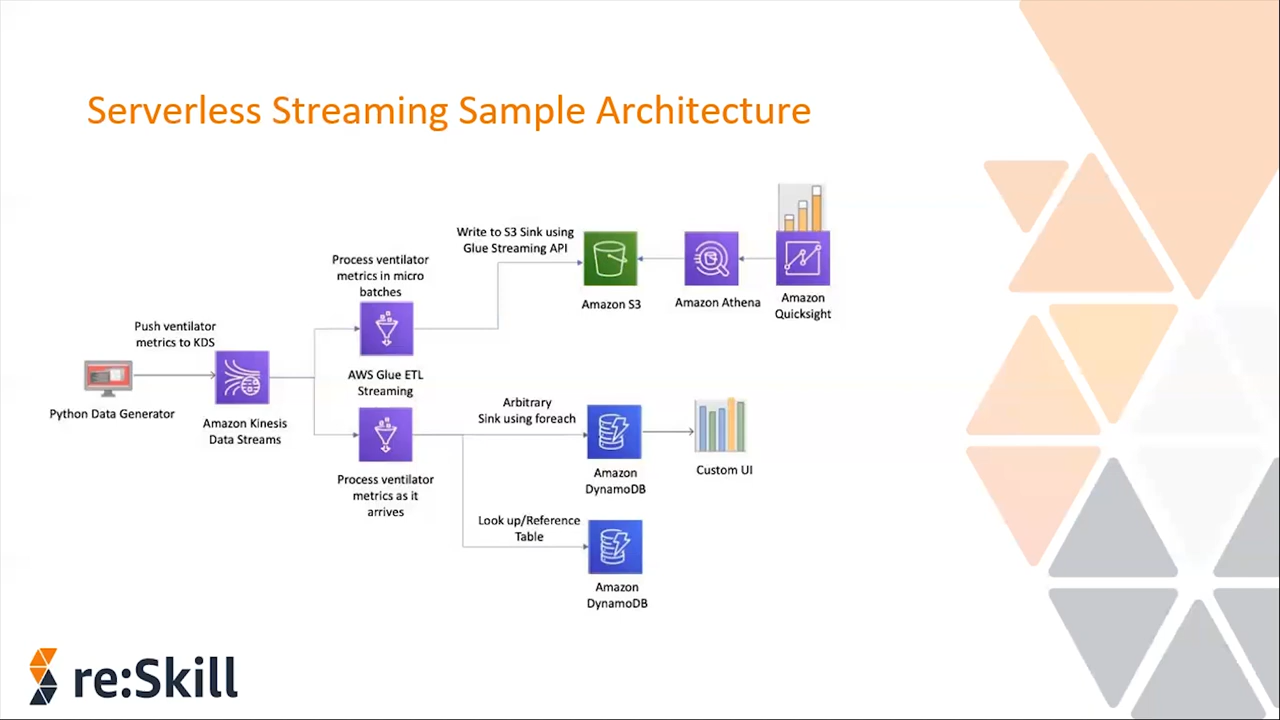 Serverless Streaming Sample Architecture
Write to S3 Sink using
Glue Streaming API
Process ventilator
metrics in micro
batches
Amazon S3
Amazon Athena
Amazon
Quicksight
Push ventilator
metrics to KDS
AWS Glue ETL
Streaming
Python Data Generator
Amazon Kinesis
Data Streams
Arbitrary
Sink using foreach
Amazon
DynamoDB
Custom UI
Process ventilator
metrics as it
arrives
Look up/Reference
Table
Amazon
DynamoDB
re:Skill